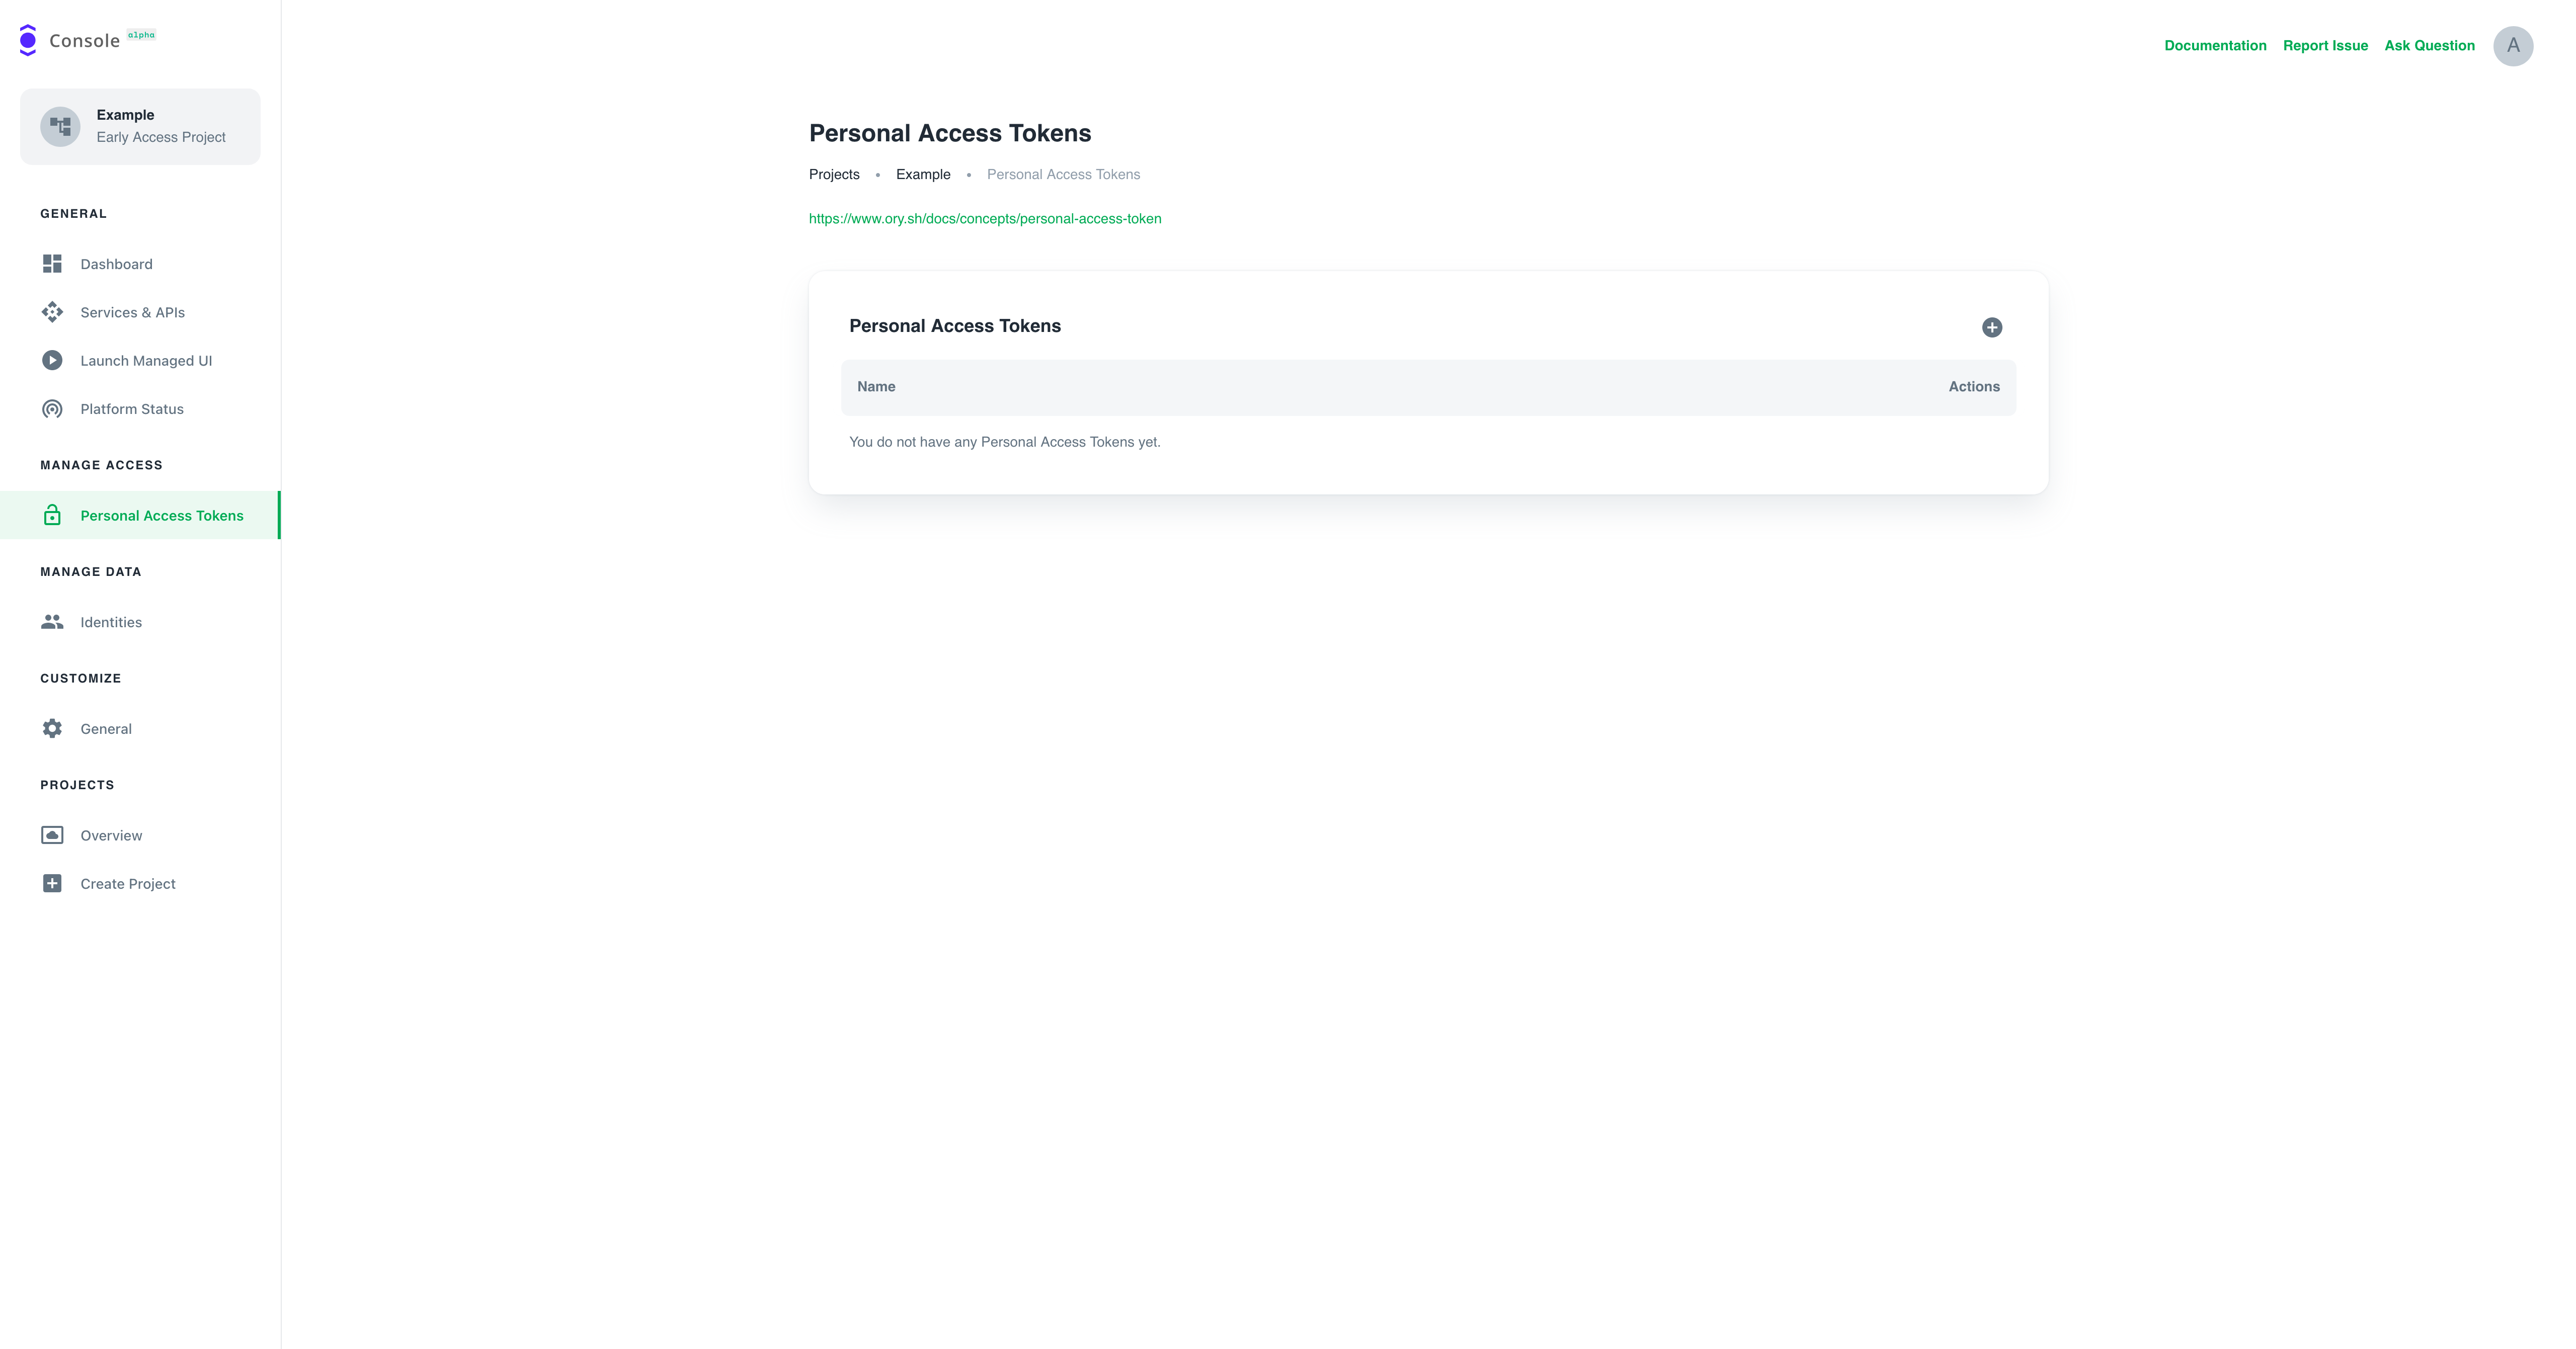 Console alpha
Documentation Report Issue Ask Question A
Example
Early Access Project
GENERAL
Dashboard
Services & APIs
Launch Managed UI
Platform Status
MANAGE ACCESS
Personal Access Tokens
MANAGE DATA
Identities
CUSTOMIZE
General
PROJECTS
Overview
Create Project
Personal Access Tokens
Projects • Example • Personal Access Tokens
https://www.ory.sh/docs/concepts/personal-access-token
Personal Access Tokens
Name Actions
You do not have any Personal Access Tokens yet.